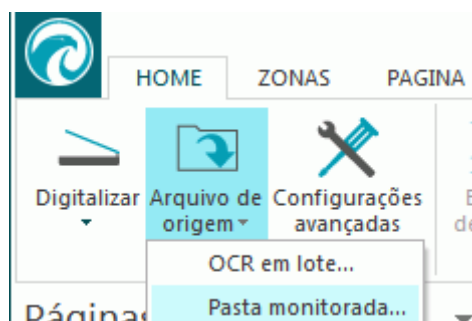 HOME ZONAS PAGINA
Digitalizar Arquivo de origem Configurações avançadas
OCR em lote...
Páginas
Pasta monitorada...